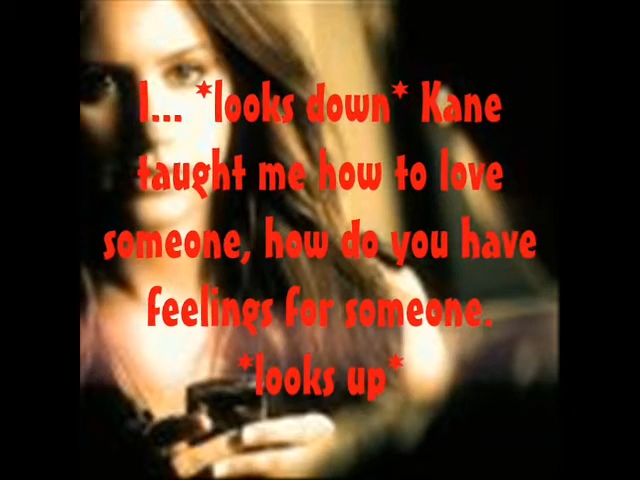 I... *looks down* Kane
taught me how to love
someone, how do you have
feelings for someone.
*looks up*